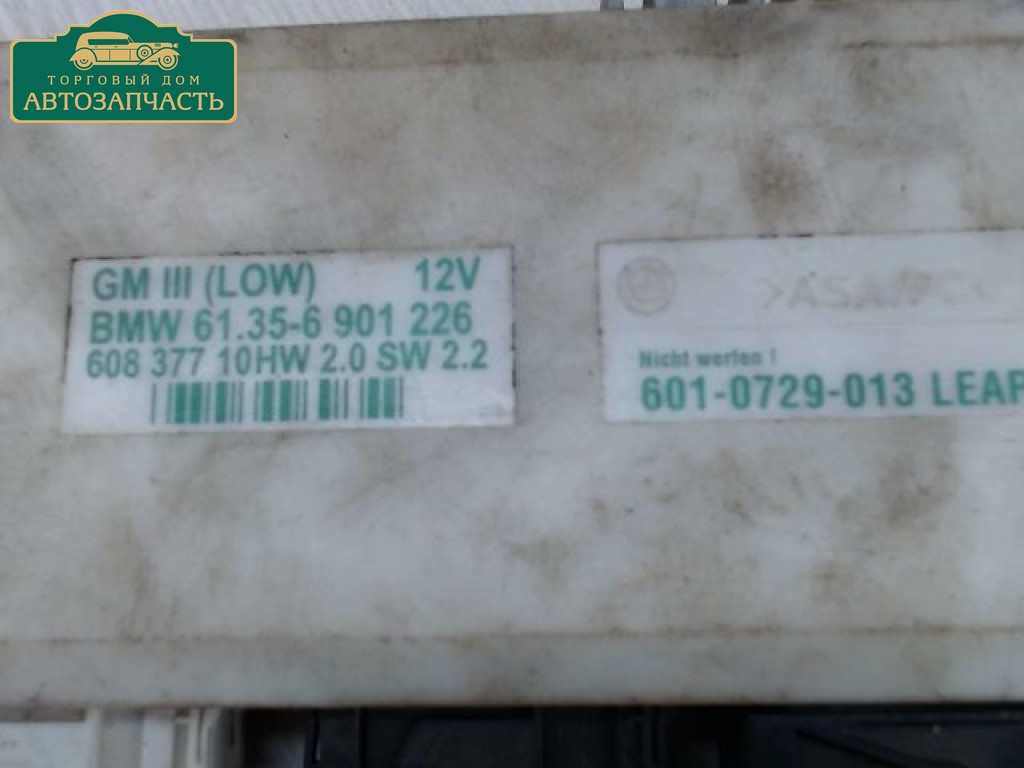 ТОРГОВЫЙ ДОМ
АВТОЗАПЧАСТЬ
GM III (LOW) 12V
BMW 61.35-6 901 226
608 377 10HW 2.0 SW 2.2
Nicht werfen !
601-0729-013 LEAR